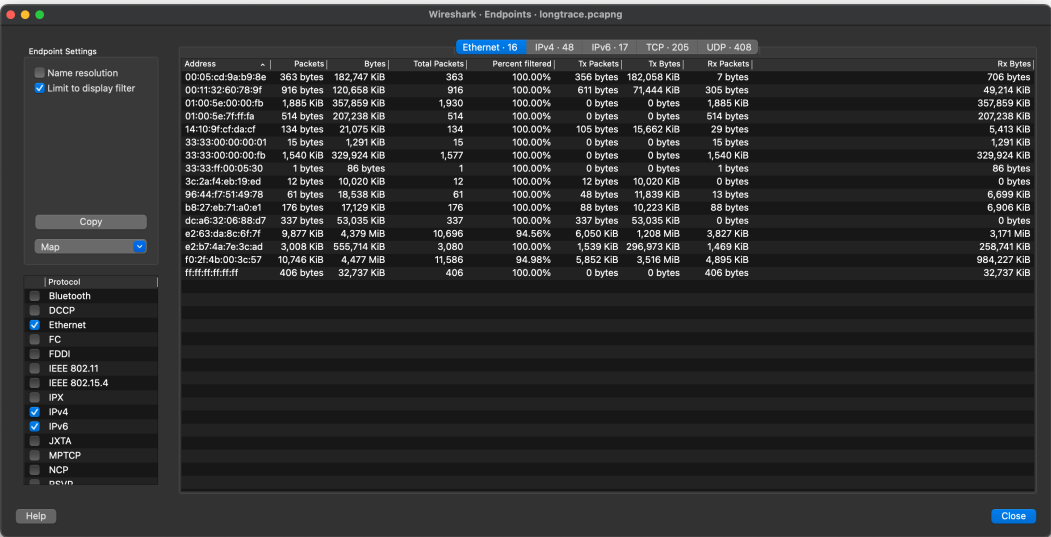 Wireshark · Endpoints · longtrace.pcapng
Endpoint Settings
Name resolution
Limit to display filter
Copy
Map
Protocol
Bluetooth
DCCP
Ethernet
FC
FDDI
IEEE 802.11
IEEE 802.15.4
IPX
IPv4
IPv6
JXTA
MPTCP
NCP
RSVP
Help
Ethernet · 16 IPv4 · 48 IPv6 · 17 TCP · 205 UDP · 408
Address Packets Bytes Total Packets Percent filtered Tx Packets Tx Bytes Rx Packets Rx Bytes
00:05:cd:9a:b9:8e 363 bytes 182,747 KiB 363 100.00% 356 bytes 182,058 KiB 7 bytes 706 bytes
00:11:32:60:78:9f 916 bytes 120,658 KiB 916 100.00% 611 bytes 71,444 KiB 305 bytes 49,214 KiB
01:00:5e:00:00:fb 1,885 KiB 357,859 KiB 1,930 100.00% 0 bytes 0 bytes 1,885 KiB 357,859 KiB
01:00:5e:7f:ff:fa 514 bytes 207,238 KiB 514 100.00% 0 bytes 0 bytes 514 bytes 207,238 KiB
14:10:9f:cf:da:cf 134 bytes 21,075 KiB 134 100.00% 105 bytes 15,662 KiB 29 bytes 5,413 KiB
33:33:00:00:00:01 15 bytes 1,291 KiB 15 100.00% 0 bytes 0 bytes 15 bytes 1,291 KiB
33:33:00:00:00:fb 1,540 KiB 329,924 KiB 1,577 100.00% 0 bytes 0 bytes 1,540 KiB 329,924 KiB
33:33:ff:00:05:30 1 bytes 86 bytes 1 100.00% 0 bytes 0 bytes 1 bytes 86 bytes
3c:2a:f4:eb:19:ed 12 bytes 10,020 KiB 12 100.00% 12 bytes 10,020 KiB 0 bytes 0 bytes
96:44:f7:51:49:78 61 bytes 18,538 KiB 61 100.00% 48 bytes 11,839 KiB 13 bytes 6,699 KiB
b8:27:eb:71:a0:e1 176 bytes 17,129 KiB 176 100.00% 88 bytes 10,223 KiB 88 bytes 6,906 KiB
dc:a6:32:06:88:d7 337 bytes 53,035 KiB 337 100.00% 337 bytes 53,035 KiB 0 bytes 0 bytes
e2:63:da:8c:6f:7f 9,877 KiB 4,379 MiB 10,696 94.56% 6,050 KiB 1,208 MiB 3,827 KiB 3,171 MiB
e2:b7:4a:7e:3c:ad 3,008 KiB 555,714 KiB 3,080 100.00% 1,539 KiB 296,973 KiB 1,469 KiB 258,741 KiB
f0:2f:4b:00:3c:57 10,746 KiB 4,477 MiB 11,586 94.98% 5,852 KiB 3,516 MiB 4,895 KiB 984,227 KiB
ff:ff:ff:ff:ff:ff 406 bytes 32,737 KiB 406 100.00% 0 bytes 0 bytes 406 bytes 32,737 KiB
Close